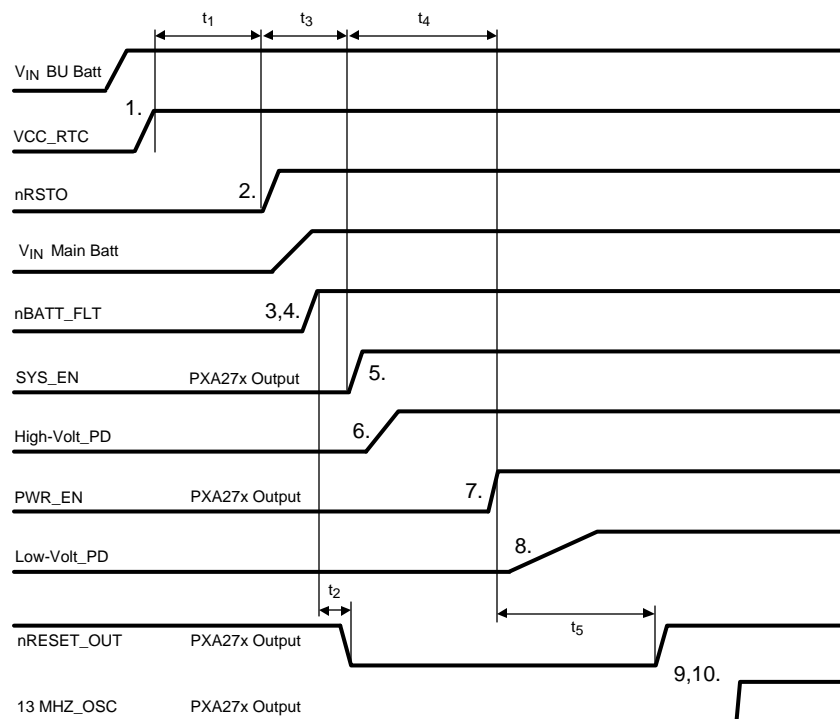 t1 t3 t4
VIN BU Batt
1.
VCC_RTC
nRSTO 2.
VIN Main Batt
nBATT_FLT 3,4.
SYS_EN PXA27x Output 5.
High-Volt_PD 6.
PWR_EN PXA27x Output 7.
Low-Volt_PD 8.
t2
t5
nRESET_OUT PXA27x Output
9,10.
13 MHZ_OSC PXA27x Output